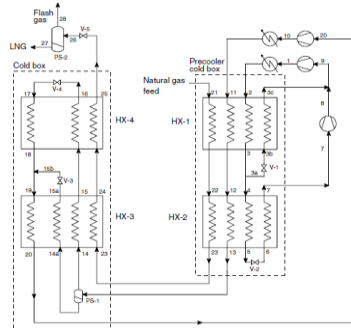 Flash
gas
28
V-5
26
27
LNG
PS-2
10
20
1
9
Cold box
Precooler
cold box
V-4
Natural gas
feed
8
17
16
25
HX-4
21
11
2
3c
HX-1
7
18
3
3b
15b
V-3
3a
V-1
19
15a
15
24
22
12
4
7
HX-3
HX-2
20
14a
14
23
23
13
5
6
V-2
PS-1